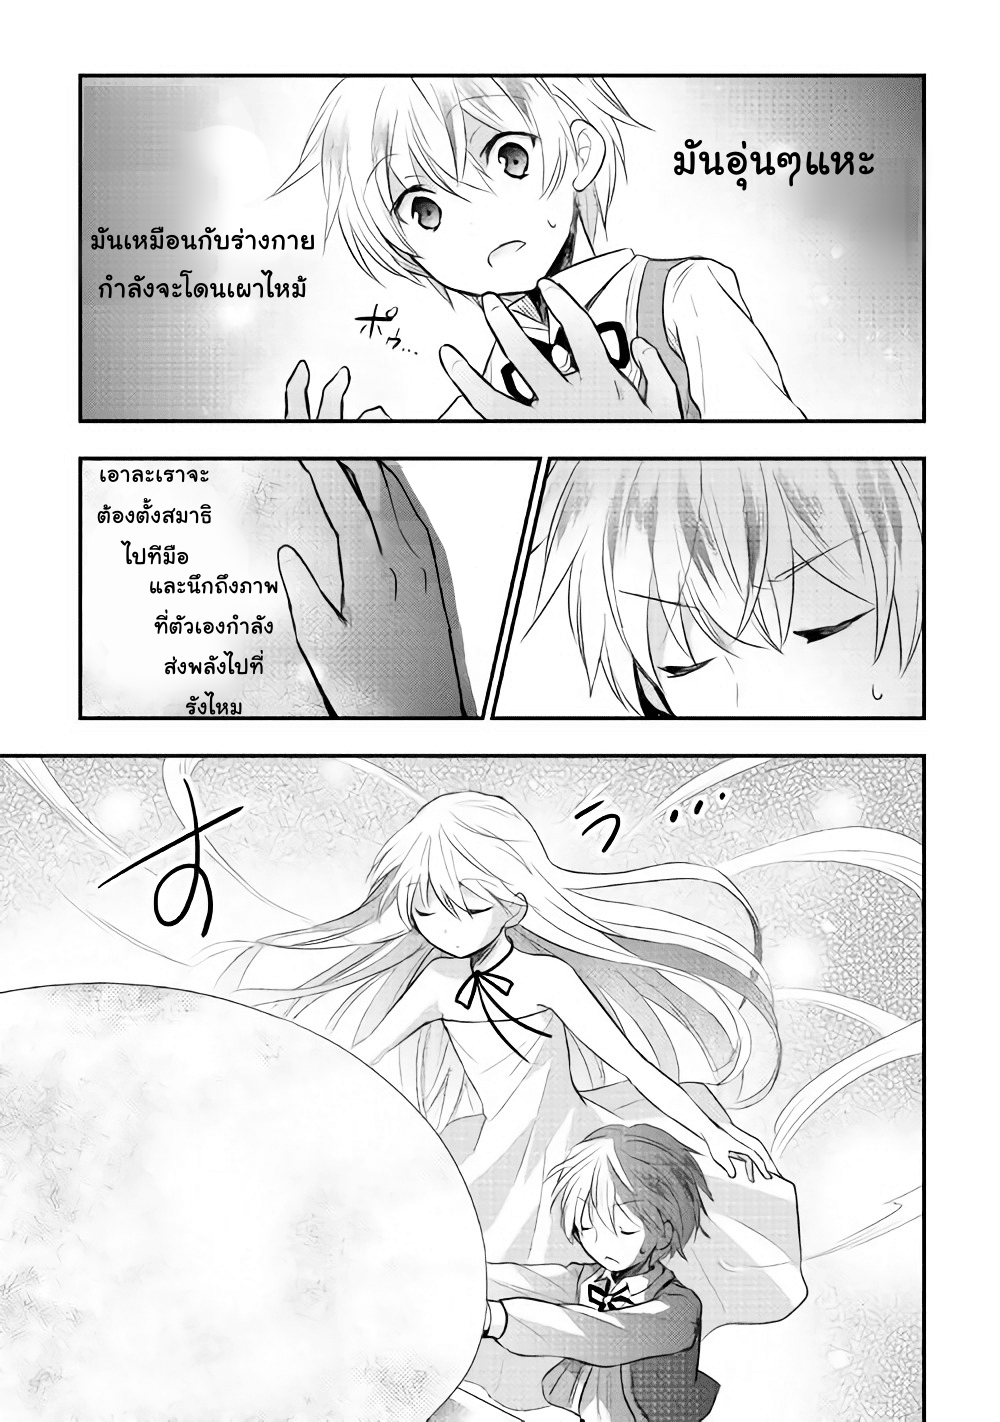 มันอุ่นๆแหะ
มันเหมือนกับร่างกาย
กำลังจะโดนเผาไหม้
ポゥ...
เอาละเราจะ
ต้องตั้งสมาธิ
ไปที่มือ
และนึกถึงภาพ
ที่ตัวเองกำลัง
ส่งพลังไปที่
รังไหม
すぅ...